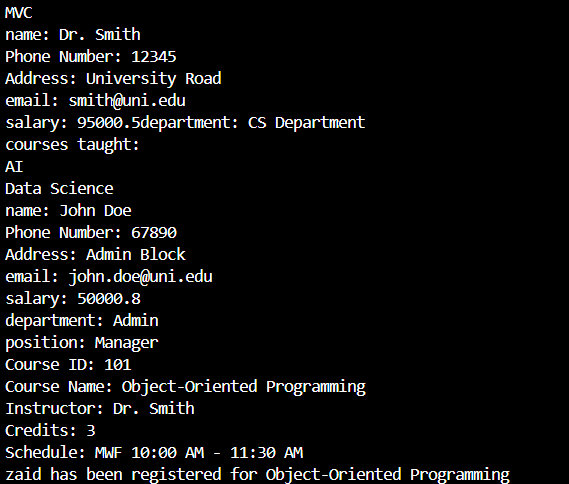 MVC
name: Dr. Smith
Phone Number: 12345
Address: University Road
email: smith@uni.edu
salary: 95000.5department: CS Department
courses taught:
AI
Data Science
name: John Doe
Phone Number: 67890
Address: Admin Block
email: john.doe@uni.edu
salary: 50000.8
department: Admin
position: Manager
Course ID: 101
Course Name: Object-Oriented Programming
Instructor: Dr. Smith
Credits: 3
Schedule: MWF 10:00 AM - 11:30 AM
zaid has been registered for Object-Oriented Programming